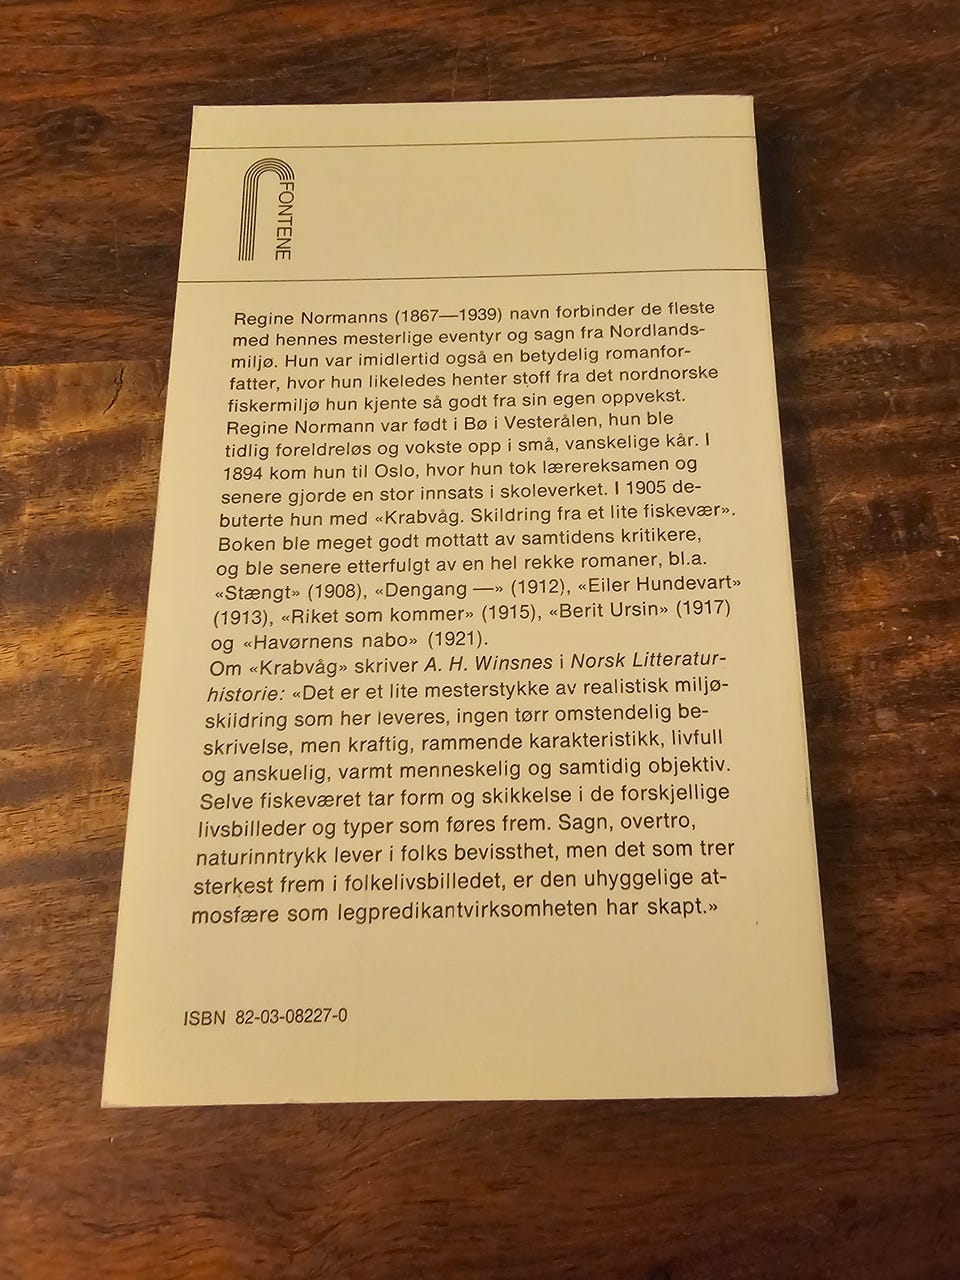 FONTENE
Regine Normanns (1867—1939) navn forbinder de fleste
med hennes mesterlige eventyr og sagn fra Nordlands-
miljø. Hun var imidlertid også en betydelig romanfor-
fatter, hvor hun likeledes henter stoff fra det nordnorske
fiskermiljø hun kjente så godt fra sin egen oppvekst.
Regine Normann var født i Bø i Vesterålen, hun ble
tidlig foreldreløs og vokste opp i små, vanskelige kår. I
1894 kom hun til Oslo, hvor hun tok lærereksamen og
senere gjorde en stor innsats i skoleverket. I 1905 de-
buterte hun med «Krabvåg. Skildring fra et lite fiskevær».
Boken ble meget godt mottatt av samtidens kritikere,
og ble senere etterfulgt av en hel rekke romaner, bl.a.
«Stængt» (1908), «Dengang —» (1912), «Eiler Hundevart»
(1913), «Riket som kommer» (1915), «Berit Ursin» (1917)
og «Havørnens nabo» (1921).
Om «Krabvåg» skriver A. H. Winsnes i Norsk Litteratur-
historie: «Det er et lite mesterstykke av realistisk miljø-
skildring som her leveres, ingen tørr omstendelig be-
skrivelse, men kraftig, rammende karakteristikk, livfull
og anskuelig, varmt menneskelig og samtidig objektiv.
Selve fiskeværet tar form og skikkelse i de forskjellige
livsbilleder og typer som føres frem. Sagn, overtro,
naturinntrykk lever i folks bevissthet, men det som trer
sterkest frem i folkelivsbilledet, er den uhyggelige at-
mosfære som legpredikantvirksomheten har skapt.»
ISBN 82-03-08227-0